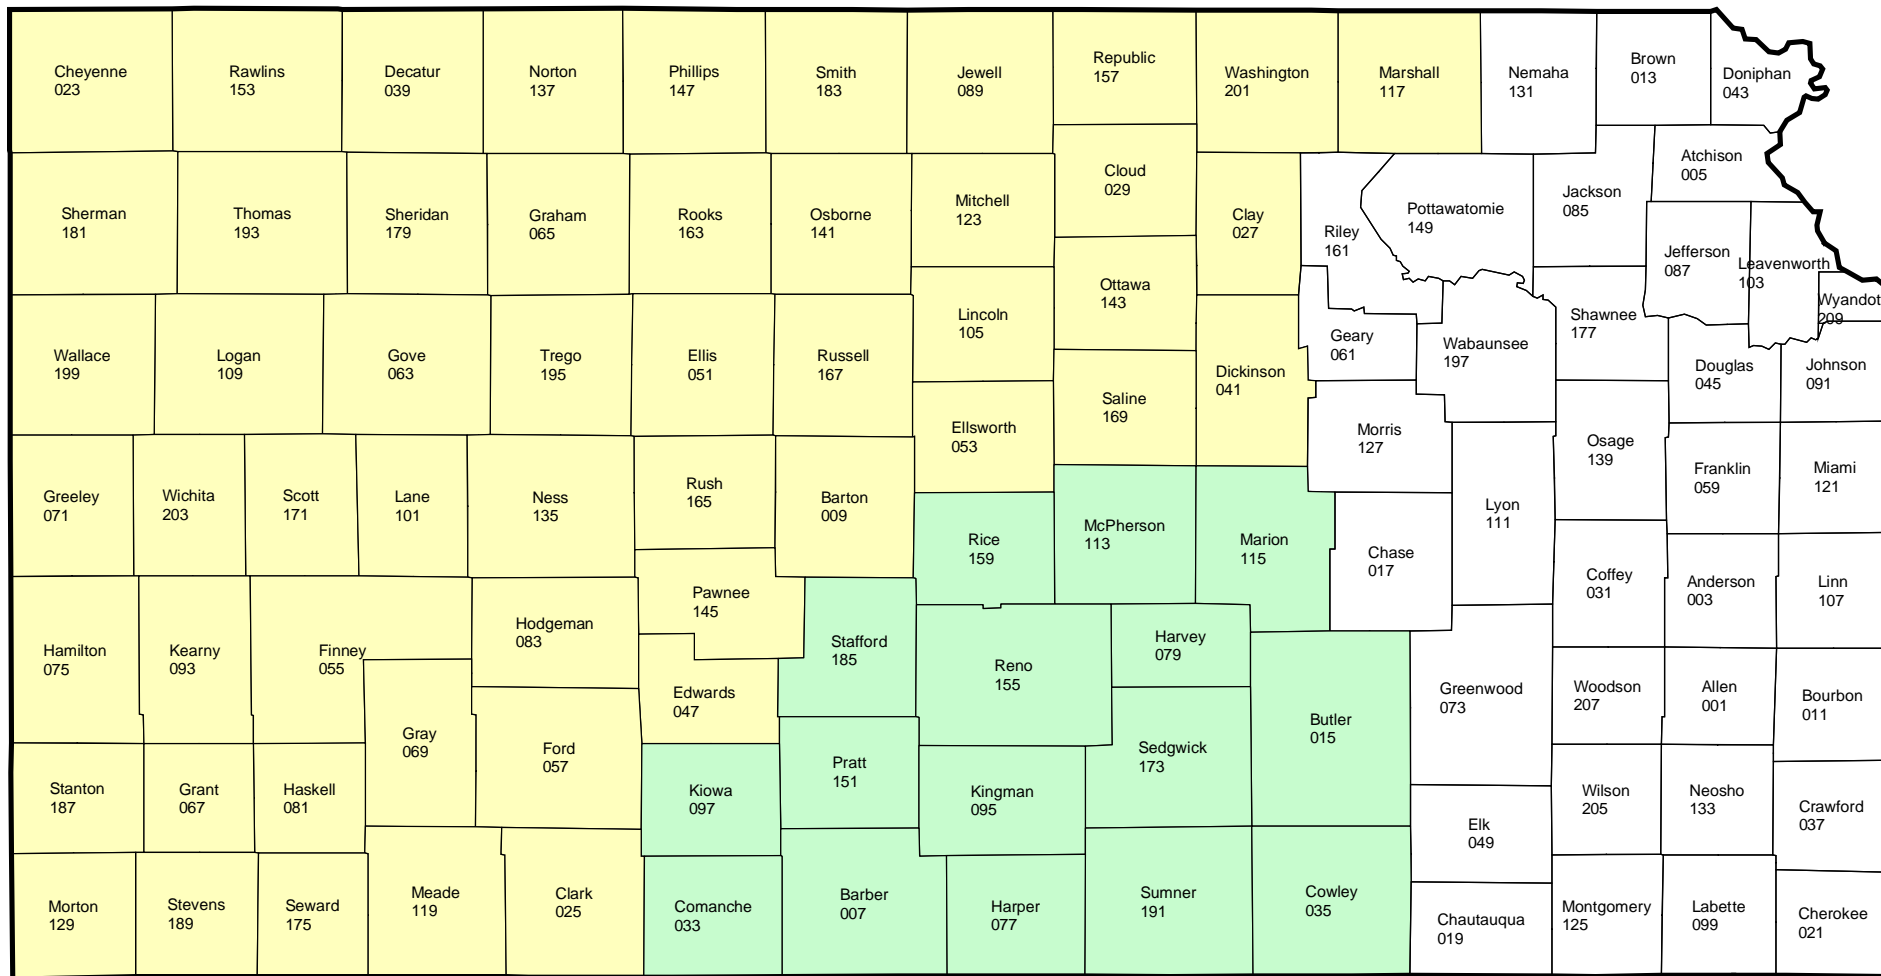 Cheyenne
023
Rawlins
153
Decatur
039
Norton
137
Phillips
147
Smith
183
Jewell
089
Republic
157
Washington
201
Marshall
117
Nemaha
131
Brown
013
Doniphan
043
Sherman
181
Thomas
193
Sheridan
179
Graham
065
Rooks
163
Osborne
141
Mitchell
123
Cloud
029
Clay
027
Riley
161
Pottawatomie
149
Jackson
085
Atchison
005
Jefferson
087
Leavenworth
103
Wyandot
209
Wallace
199
Logan
109
Gove
063
Trego
195
Ellis
051
Russell
167
Lincoln
105
Ottawa
143
Saline
169
Dickinson
041
Geary
061
Wabaunsee
197
Shawnee
177
Douglas
045
Johnson
091
Greeley
071
Wichita
203
Scott
171
Lane
101
Ness
135
Rush
165
Barton
009
Ellsworth
053
Rice
159
McPherson
113
Marion
115
Morris
127
Chase
017
Lyon
111
Osage
139
Franklin
059
Miami
121
Hamilton
075
Kearny
093
Finney
055
Hodgeman
083
Pawnee
145
Stafford
185
Reno
155
Harvey
079
Coffey
031
Anderson
003
Linn
107
Gray
069
Ford
057
Edwards
047
Pratt
151
Kingman
095
Sedgwick
173
Butler
015
Greenwood
073
Woodson
207
Allen
001
Bourbon
011
Stanton
187
Grant
067
Haskell
081
Kiowa
097
Elk
049
Wilson
205
Neosho
133
Crawford
037
Morton
129
Stevens
189
Seward
175
Meade
119
Clark
025
Comanche
033
Barber
007
Harper
077
Sumner
191
Cowley
035
Chautauqua
019
Montgomery
125
Labette
099
Cherokee
021